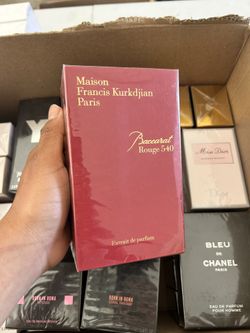 Maison
Francis Kurkdjian
Paris
Baccarat
Rouge 540
Extrait de parfum
Y
Miss Dior
Dior
BLEU
DE
CHANEL
PARIS
EAU DE PARFUM
POUR HOMME
BORN IN ROMA
BORN IN ROMA